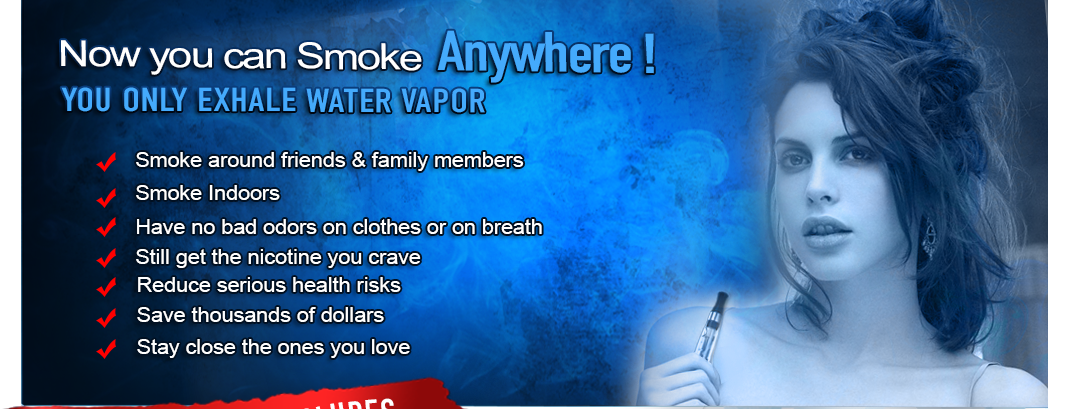 Now you can Smoke Anywhere !
YOU ONLY EXHALE WATER VAPOR
Smoke around friends & family members
Smoke Indoors
Have no bad odors on clothes or on breath
Still get the nicotine you crave
Reduce serious health risks
Save thousands of dollars
Stay close the ones you love